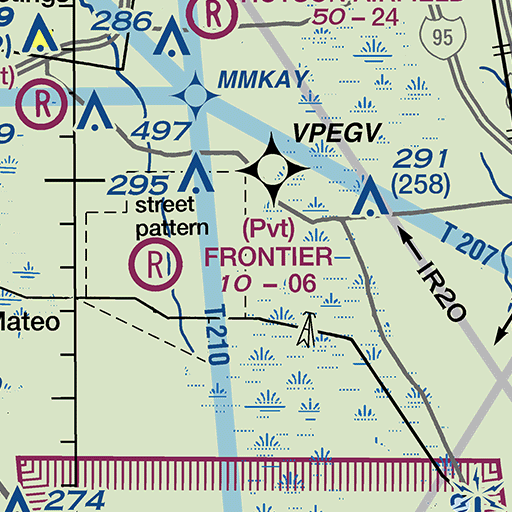 286
50 – 24
95
R
MMKAY
R
497
VPEGV
291
(258)
295
street
pattern
(Pvt)
FRONTIER
10 – 06
R
T 207
IR20
Mateo
T-210
274